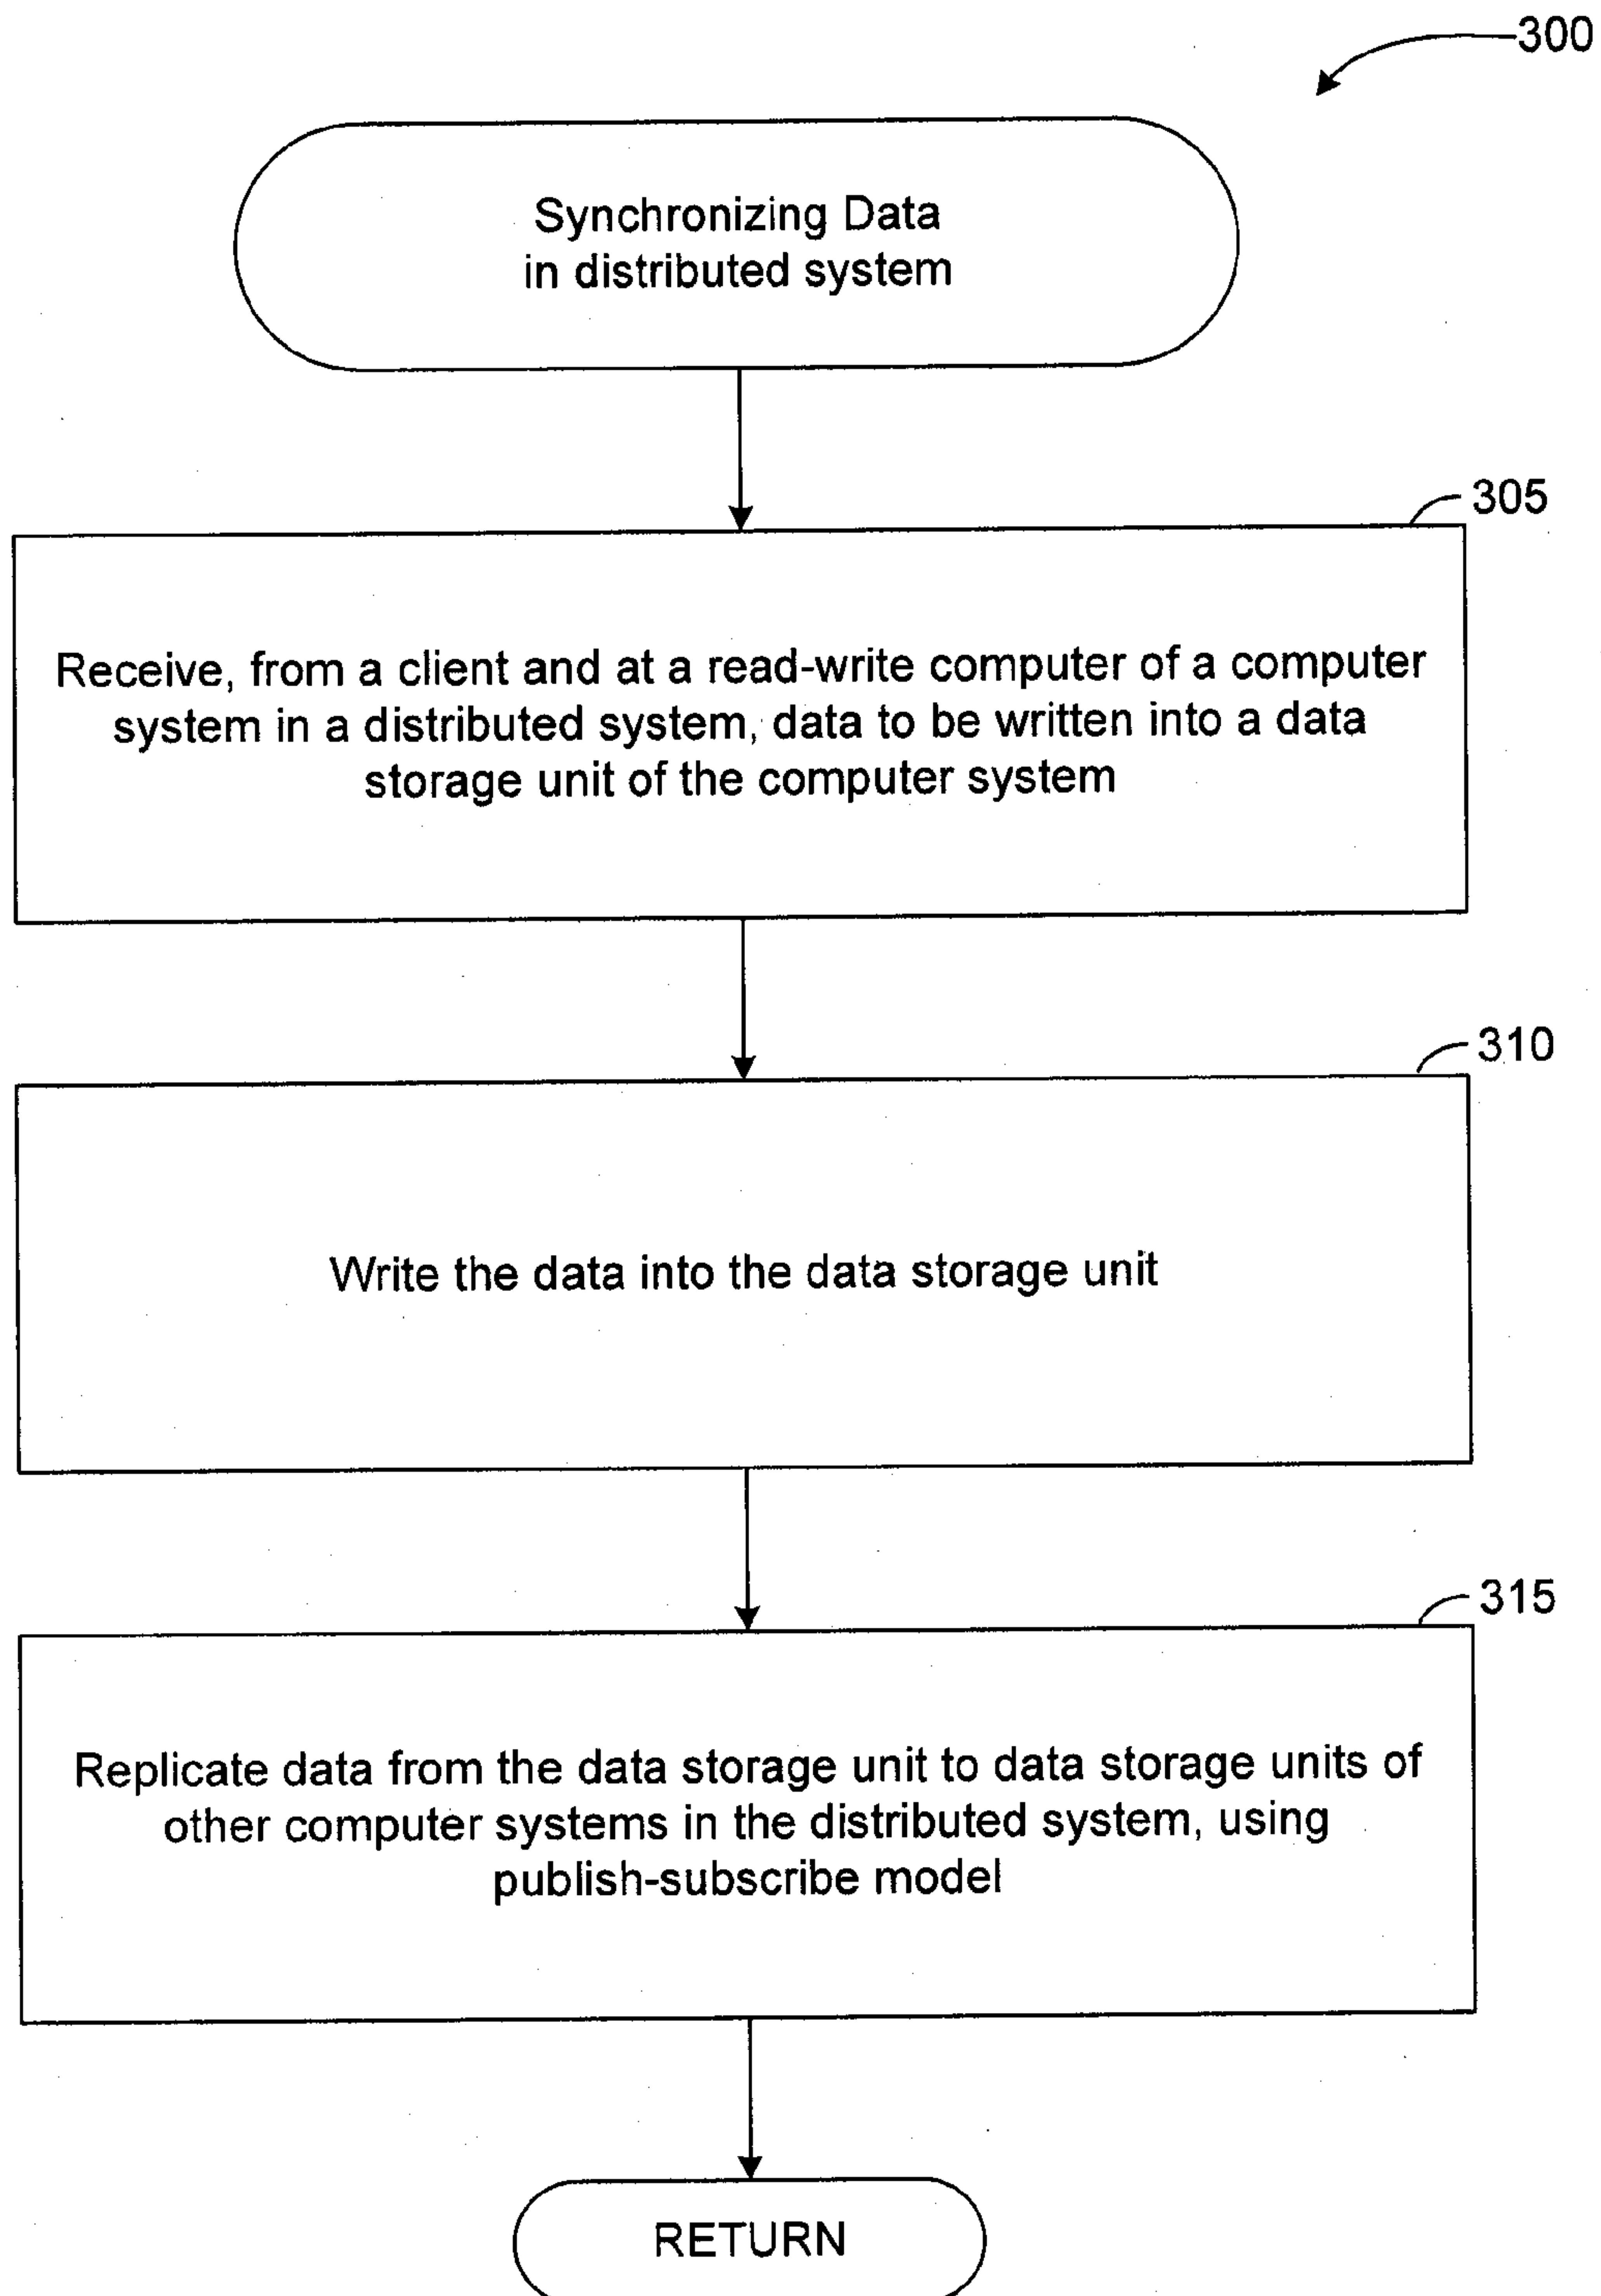 300
Synchronizing Data
in distributed system
305
Receive, from a client and at a read-write computer of a computer
system in a distributed system, data to be written into a data
storage unit of the computer system
310
Write the data into the data storage unit
315
Replicate data from the data storage unit to data storage units of
other computer systems in the distributed system, using
publish-subscribe model
RETURN